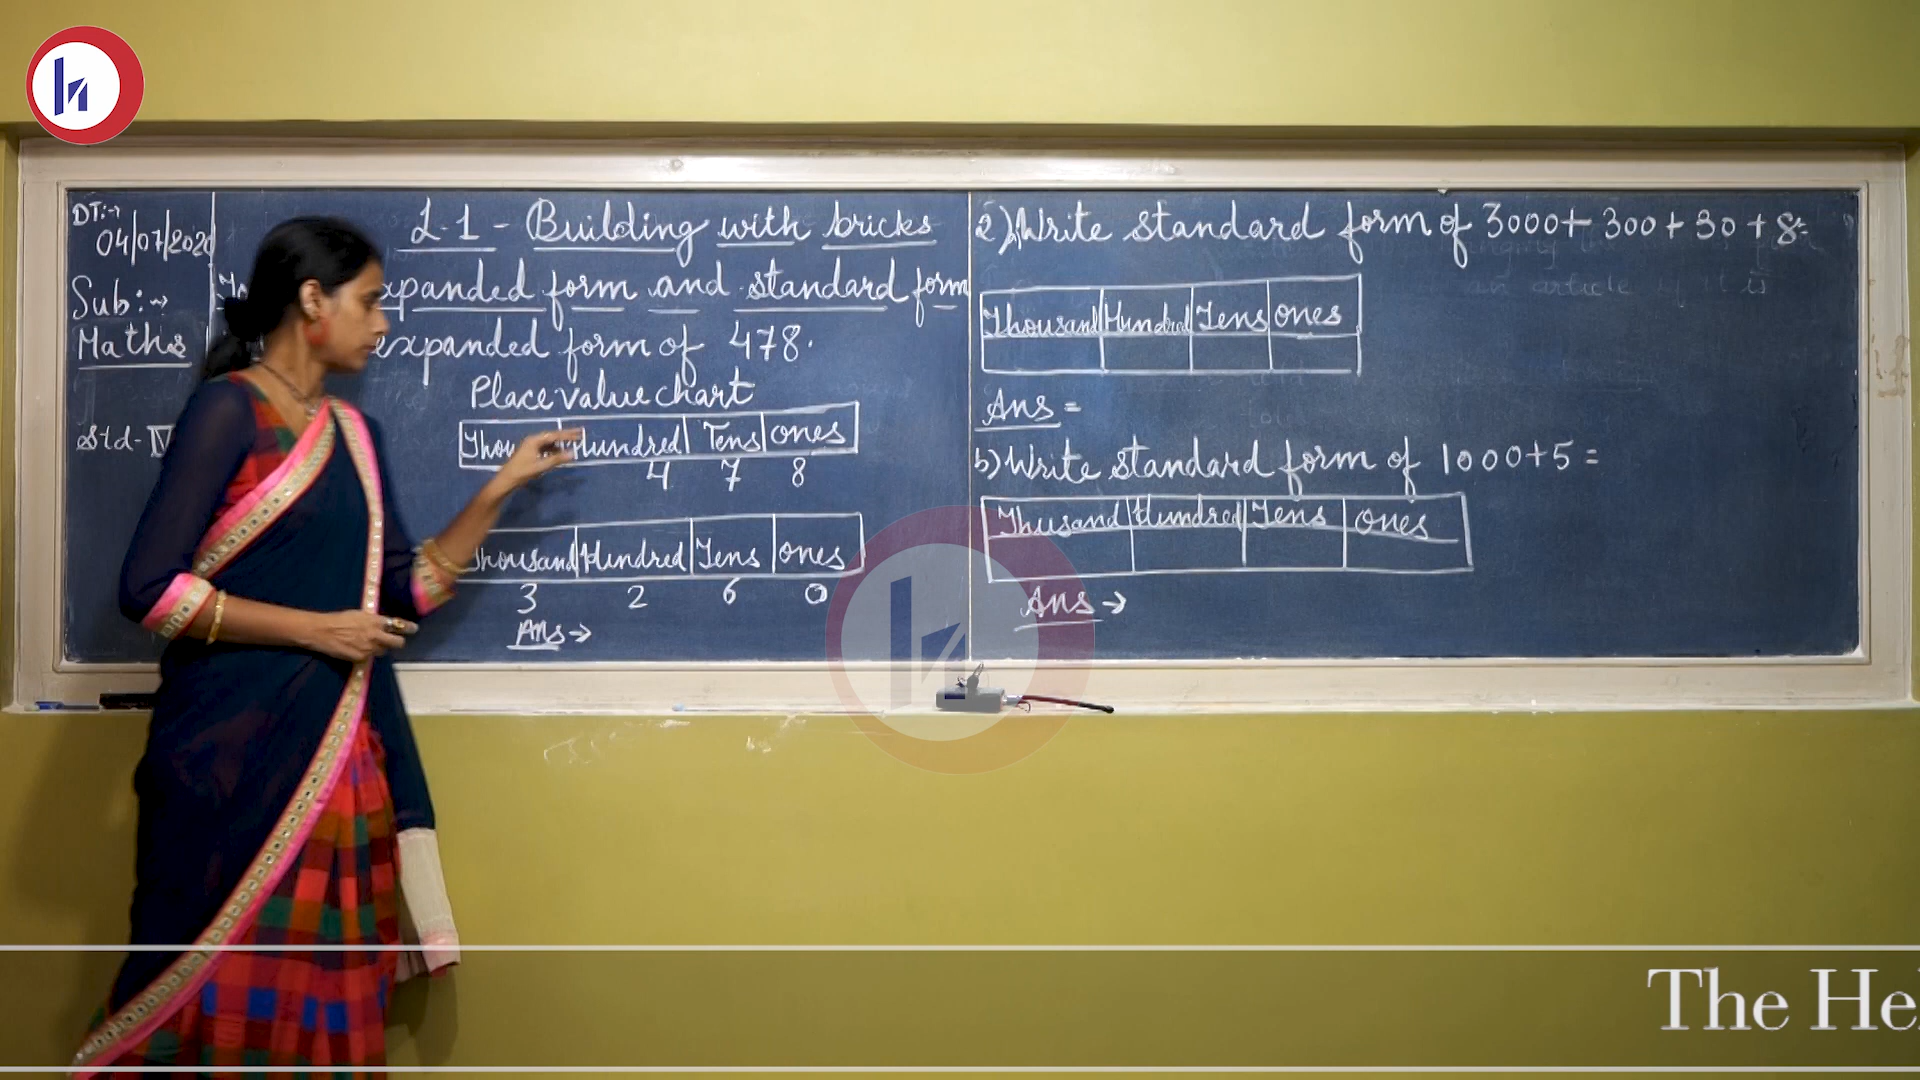 DT:→
04/07/2020
Sub:→
Maths
Std- IV
L-1 - Building with bricks
expanded form and standard form
expanded form of 478.
Place value chart
Hundred Tens ones
4 7 8
Thousand Hundred Tens ones
3 2 6 0
Ans →
2) Write standard form of 3000+ 300 + 30 + 8=
Thousand Hundred Tens ones
Ans =
b) Write standard form of 1000+5 =
Thusand Hundred Tens ones
Ans →
The He